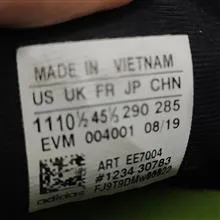 MADE IN VIETNAM
US UK FR JP CHN
11 10½ 45⅓ 290 285
EVM 004001 08/19
ART EE7004
#1234 30783
adidas